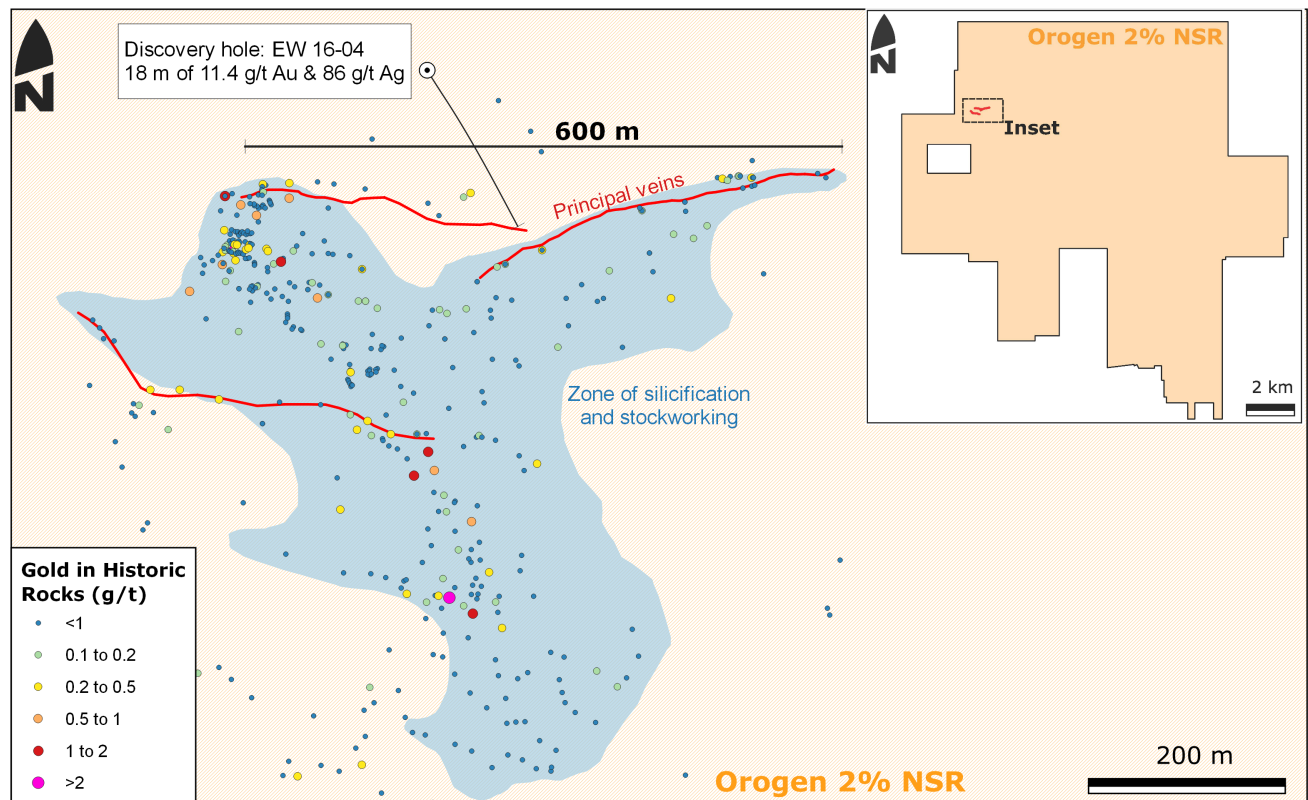 N
Discovery hole: EW 16-04
18 m of 11.4 g/t Au & 86 g/t Ag
600 m
Principal veins
Zone of silicification
and stockworking
Orogen 2% NSR
N
Inset
2 km
Gold in Historic
Rocks (g/t)
<1
0.1 to 0.2
0.2 to 0.5
0.5 to 1
1 to 2
>2
Orogen 2% NSR
200 m